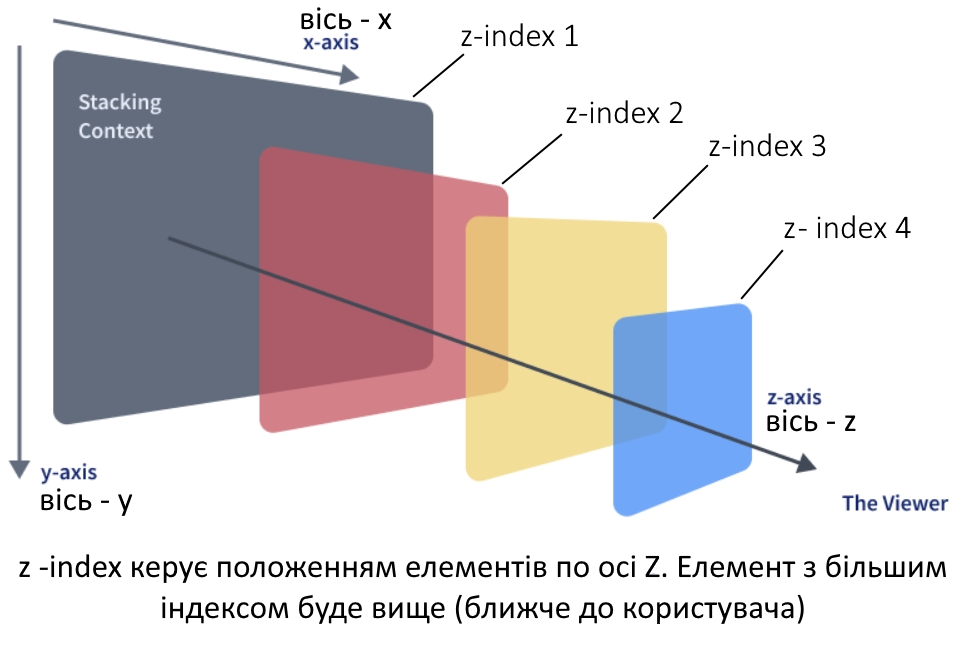 вісь - x
x-axis
z-index 1
Stacking
Context
z-index 2
z-index 3
z- index 4
z-axis
вісь - z
y-axis
вісь - y
The Viewer
z -index керує положенням елементів по осі Z. Елемент з більшим
індексом буде вище (ближче до користувача)